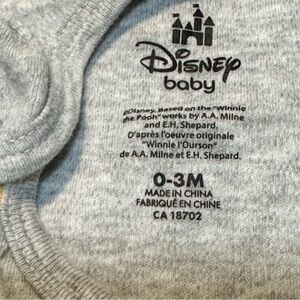 Disney
baby
©Disney. Based on the "Winnie
the Pooh" works by A.A. Milne
and E.H. Shepard.
D'après l'oeuvre originale
"Winnie l'Ourson"
de A.A. Milne et E.H. Shepard.
0-3M
MADE IN CHINA
FABRIQUÉ EN CHINE
CA 18702